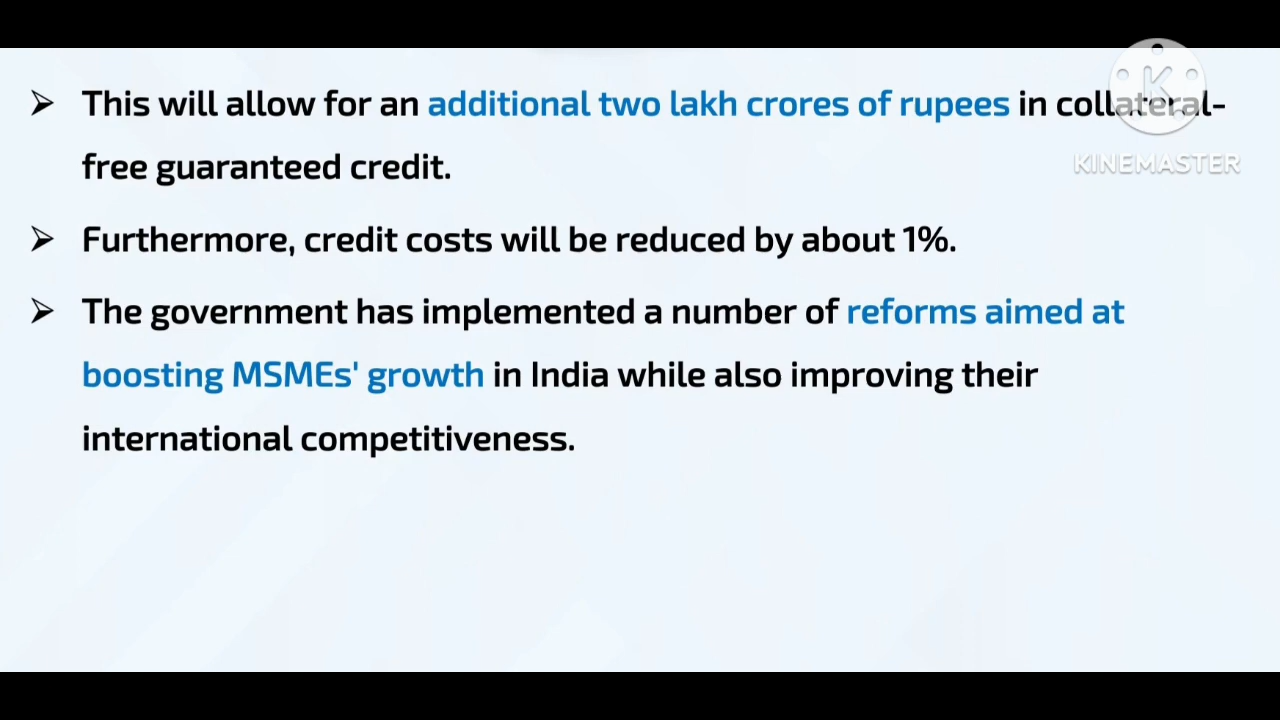 ➢ This will allow for an additional two lakh crores of rupees in collateral-
free guaranteed credit.
➢ Furthermore, credit costs will be reduced by about 1%.
➢ The government has implemented a number of reforms aimed at
boosting MSMEs' growth in India while also improving their
international competitiveness.
K
KINEMASTER